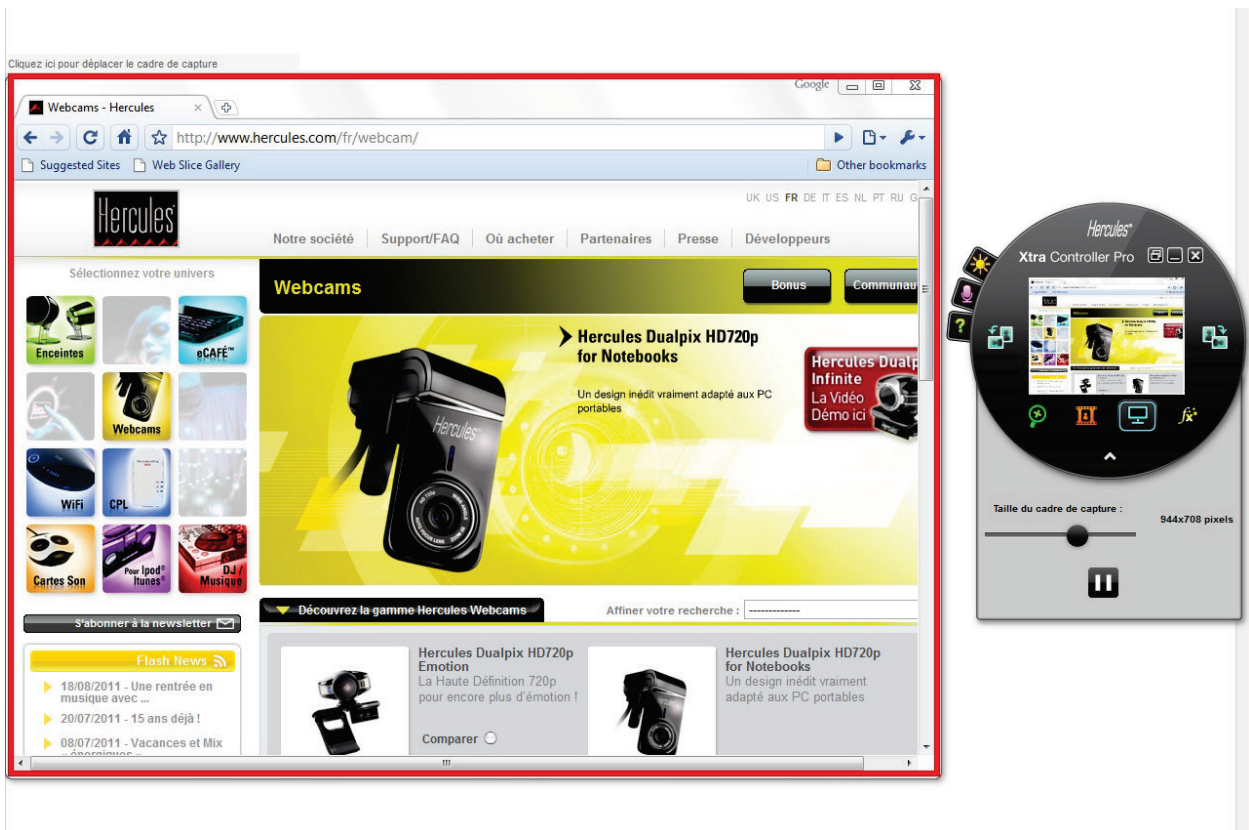 Cliquez ici pour déplacer le cadre de capture
Google
Webcams - Hercules
http://www.hercules.com/fr/webcam/
Suggested Sites
Web Slice Gallery
Other bookmarks
Hercules
UK US FR DE IT ES NL PT RU G
Notre société
Support/FAQ
Où acheter
Partenaires
Presse
Développeurs
Sélectionnez votre univers
Enceintes
eCAFÉ™
Webcams
WiFi
CPL
Cartes Son
Pour Ipod®
Itunes®
DJ /
Musique
S'abonner à la newsletter
Flash News
18/08/2011 - Une rentrée en
musique avec ...
20/07/2011 - 15 ans déjà !
08/07/2011 - Vacances et Mix
Webcams
Bonus
Communau
Hercules Dualpix HD720p
for Notebooks
Un design inédit vraiment adapté aux PC
portables
Hercules
HD 720p
Hercules Dualp
Infinite
La Vidéo
Démo ici
Découvrez la gamme Hercules Webcams
Affiner votre recherche :
-------------
Hercules Dualpix HD720p
Emotion
La Haute Définition 720p
pour encore plus d'émotion !
Comparer
Hercules Dualpix HD720p
for Notebooks
Un design inédit vraiment
adapté aux PC portables
Hercules®
Xtra Controller Pro
?
fx
Taille du cadre de capture :
944x708 pixels